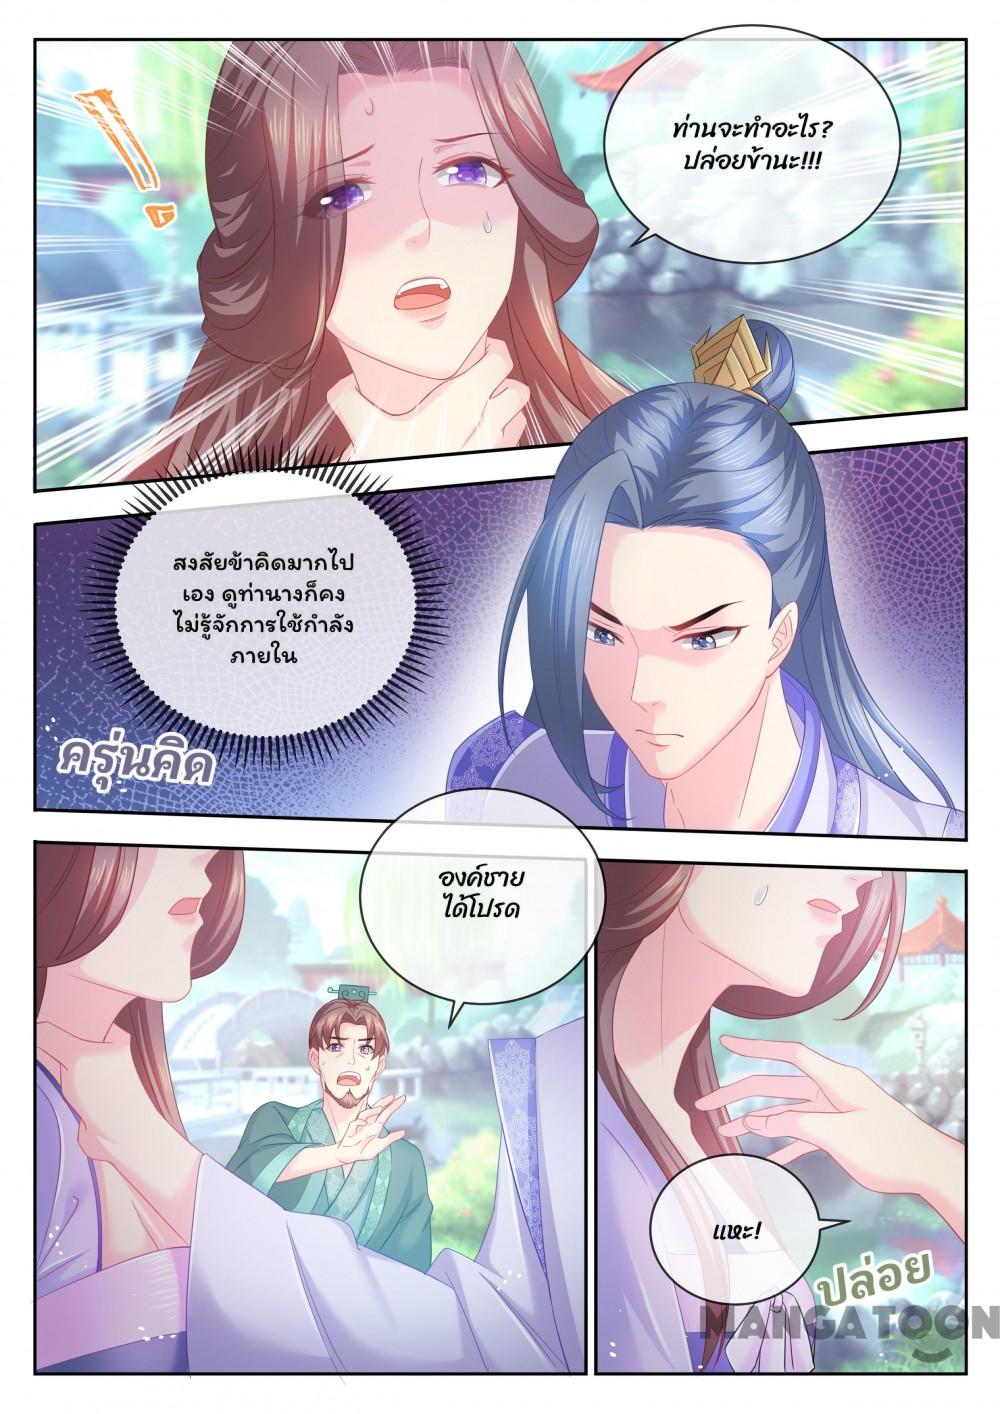 ท่านจะทำอะไร?
ปล่อยข้านะ!!!
สงสัยข้าคิดมากไป
เอง ดูท่านางก็คง
ไม่รู้จักการใช้กำลัง
ภายใน
ครุ่นคิด
องค์ชาย
ได้โปรด
แหะ!
ปล่อย
MANGATOON